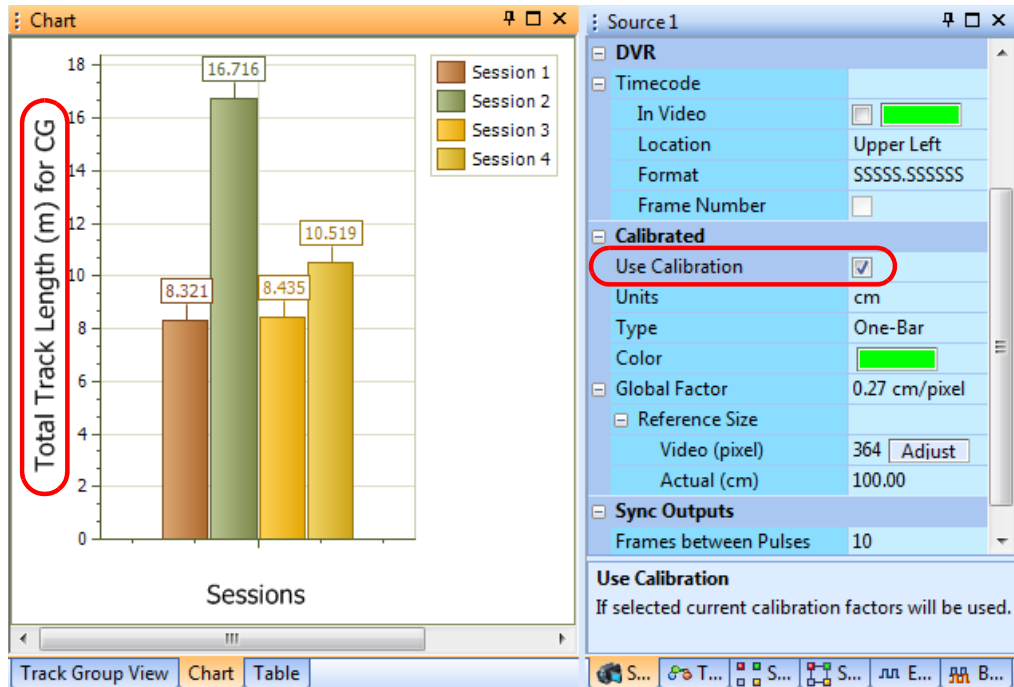 Chart
Total Track Length (m) for CG
18
16
14
12
10
8
6
4
2
0
8.321
16.716
8.435
10.519
Sessions
Session 1
Session 2
Session 3
Session 4
Track Group View
Chart
Table
Source 1
DVR
Timecode
In Video
Location Upper Left
Format SSSSS.SSSSSS
Frame Number
Calibrated
Use Calibration
Units cm
Type One-Bar
Color
Global Factor 0.27 cm/pixel
Reference Size
Video (pixel) 364 Adjust
Actual (cm) 100.00
Sync Outputs
Frames between Pulses 10
Use Calibration
If selected current calibration factors will be used.
S... T... S... S... E... B...